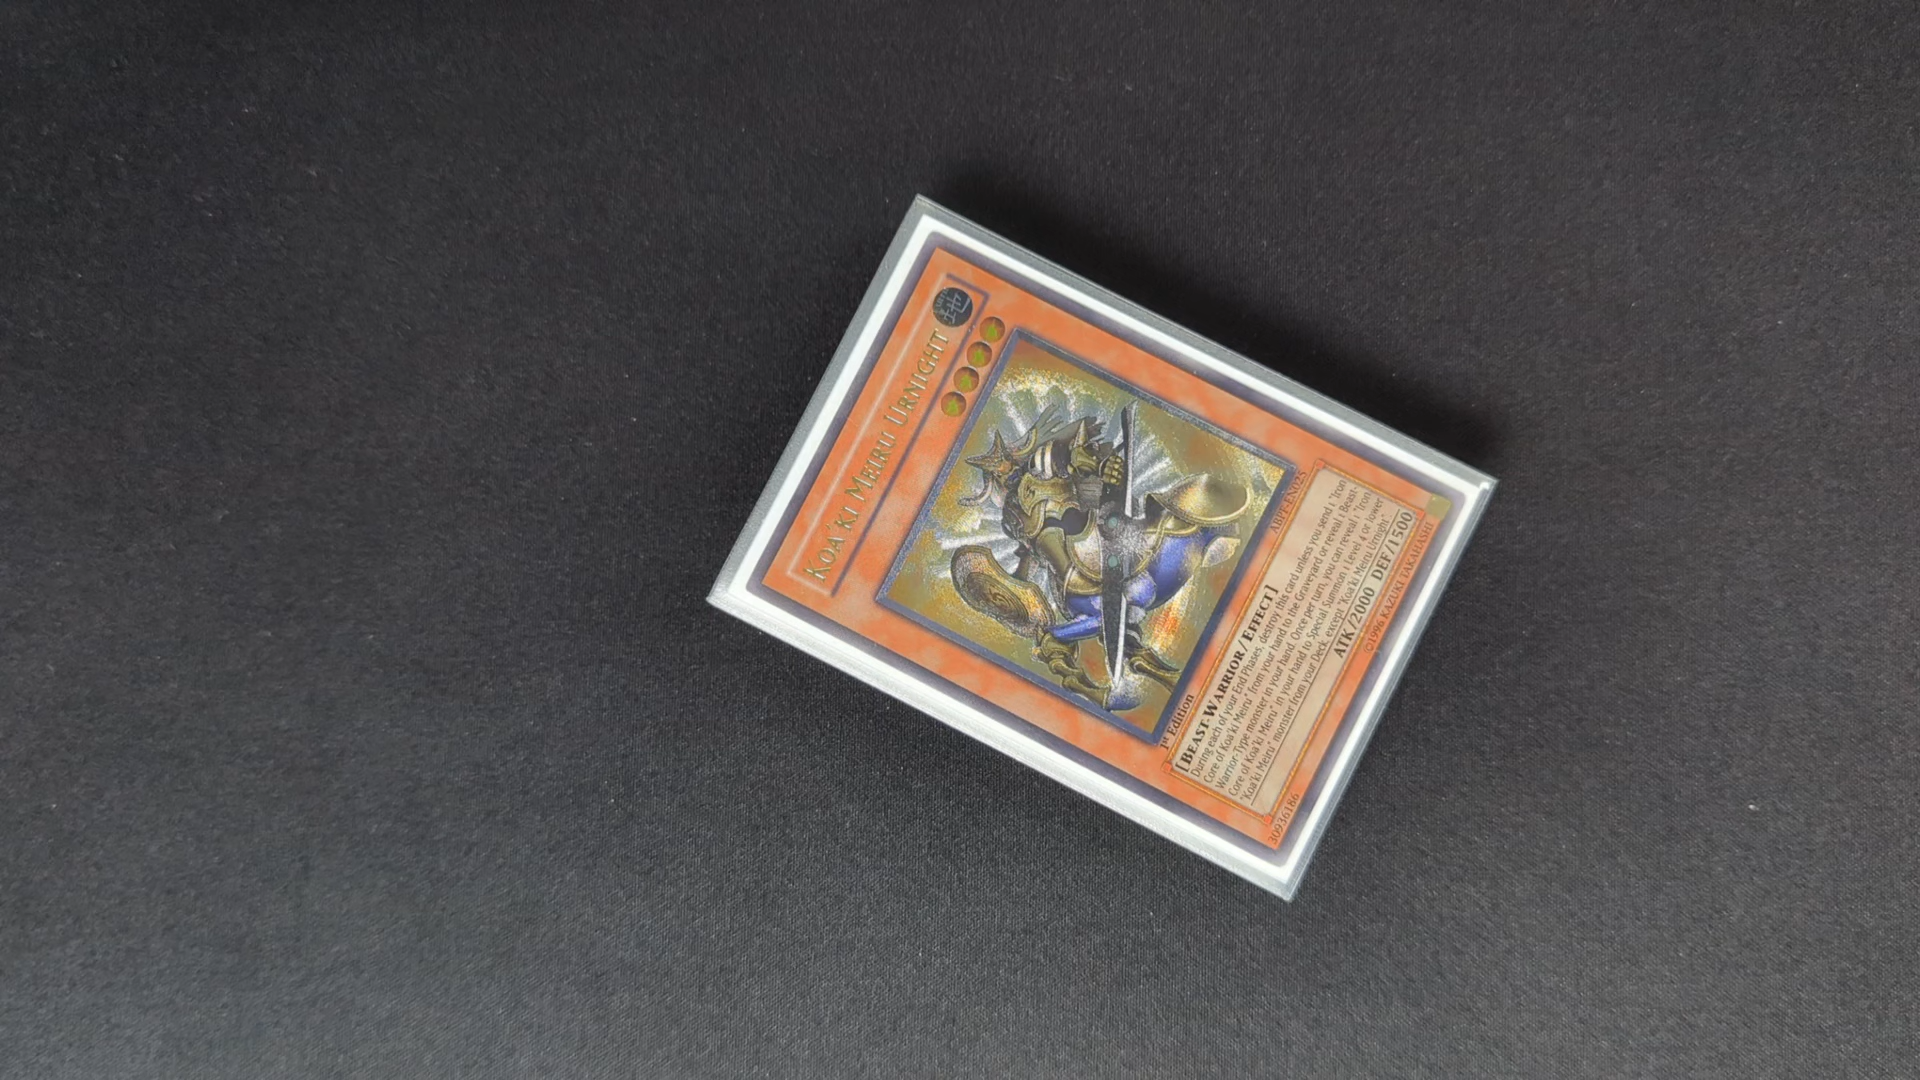 KOA'KI MEIRU URNIGHT
地
ABPF-EN025
1st Edition
[BEAST-WARRIOR/EFFECT]
During each of your End Phases, destroy this card unless you send 1 "Iron
Core of Koa'ki Meiru" from your hand to the Graveyard or reveal 1 Beast-
Warrior-Type monster in your hand. Once per turn, you can reveal 1 "Iron
Core of Koa'ki Meiru" in your hand to Special Summon 1 Level 4 or lower
"Koa'ki Meiru" monster from your Deck, except "Koa'ki Meiru Urnight".
ATK/2000 DEF/1500
30936186
©1996 KAZUKI TAKAHASHI